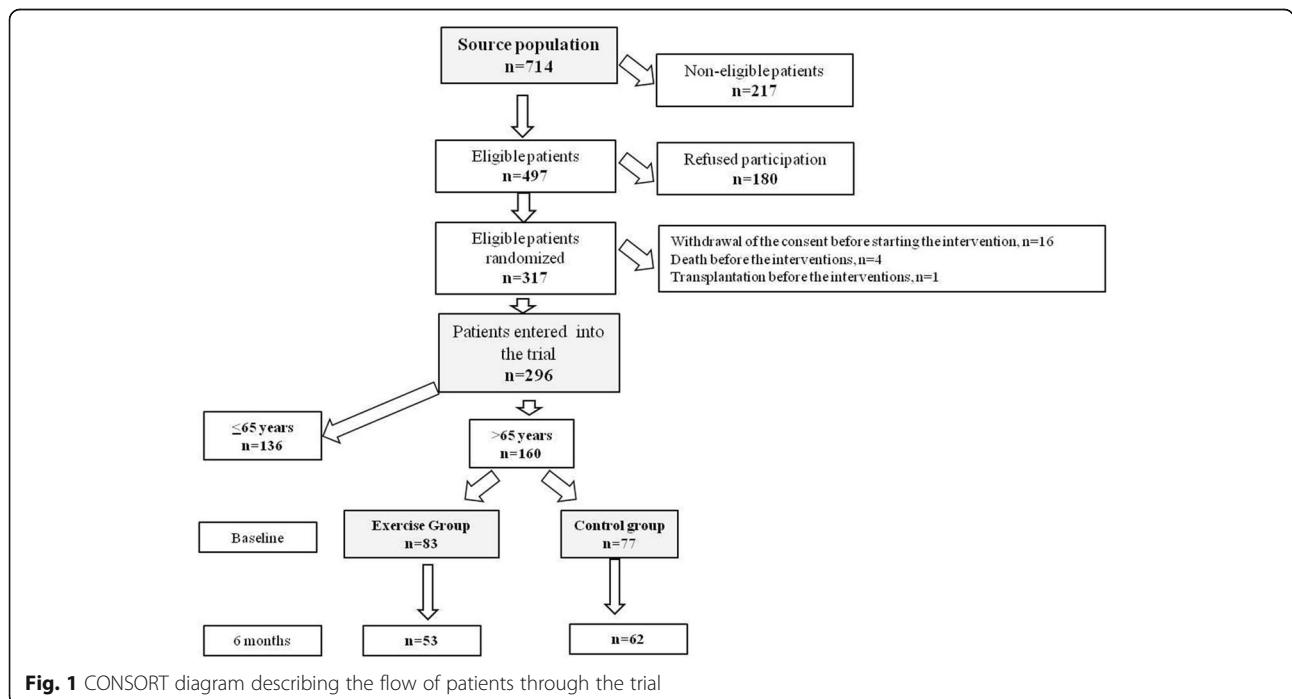 Source population
n=714
Non-eligible patients
n=217
Eligible patients
n=497
Refused participation
n=180
Eligible patients
randomized
n=317
Withdrawal of the consent before starting the intervention, n=16
Death before the interventions, n=4
Transplantation before the interventions, n=1
Patients entered into
the trial
n=296
≤65 years
n=136
>65 years
n=160
Baseline
Exercise Group
n=83
Control group
n=77
6 months
n=53
n=62
Fig. 1 CONSORT diagram describing the flow of patients through the trial